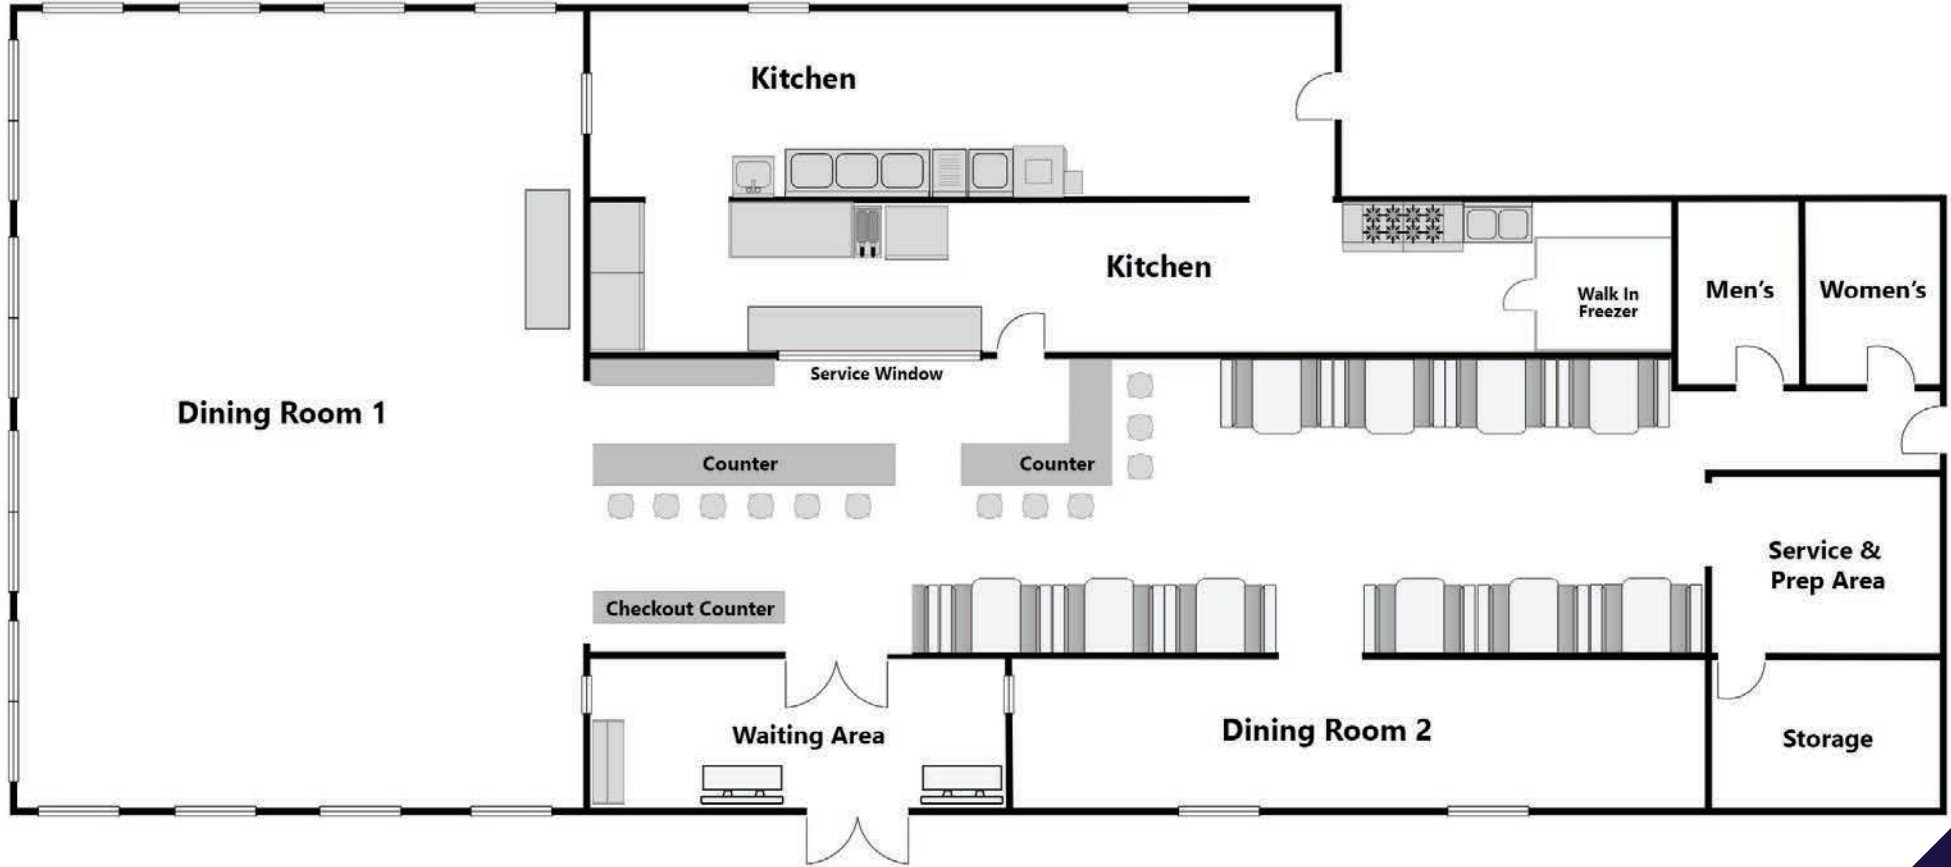 Kitchen
Kitchen
Walk In
Freezer
Men's
Women's
Service Window
Dining Room 1
Counter
Counter
Service &
Prep Area
Checkout Counter
Waiting Area
Dining Room 2
Storage